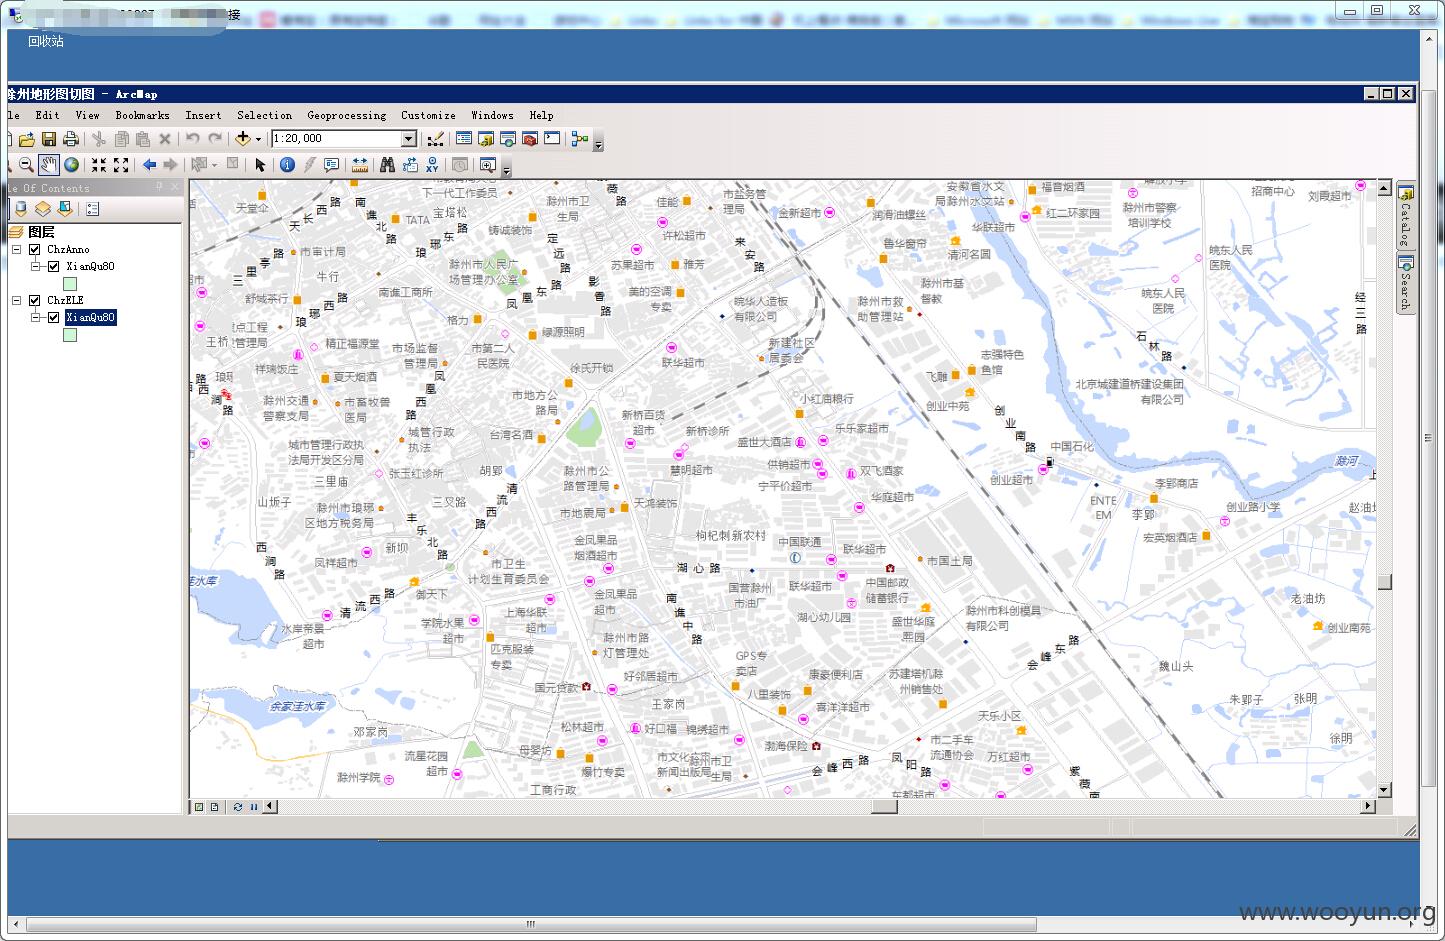 接
回收站
滁州地形图切图 - ArcMap
le Edit View Bookmarks Insert Selection Geoprocessing Customize Windows Help
1:20,000
le Of Contents
图层
ChzAnno
XianQu80
ChzELE
XianQu80
Catalog
Search
下一代工作委员
安徽省水文
局滁州水文站
福音烟酒
招商中心
刘霞超市
天堂伞
天长西路
南谯北路
TATA
宝塔松
琅琊东路
铸诚装饰
滁州市卫
生局
佳能
市盐务管
理局
金新超市
润滑油螺丝
华联超市
红二环家园
滁州市警察
培训学校
市审计局
三里亭路
牛行
滁州市人民广
场管理办公室
定远路
许松超市
苏果超市
雅芳
来安路
鲁华窗帘
清河名园
皖东人民
医院
舒城茶行
南谯工商所
凤凰东路
影香路
美的空调
专卖
皖华人造板
有限公司
滁州市救
助管理站
滁州市基
督教
皖东人民
医院
经三路
琅琊西路
格力
绿源照明
新建社区
居委会
石林路
精正福源堂
市场监督
管理局
市第二人
民医院
联华超市
志强特色
鱼馆
飞雕
祥瑞饭庄
夏天烟酒
徐氏开锁
创业中苑
北京城建道桥建设集团
有限公司
滁州交通
警察支局
市畜牧兽
医局
凤凰西路
市地方公
路局
小红庙粮行
创业南路
城管行政
执法
台湾名酒
新桥百货
超市
新桥诊所
盛世大酒店
乐乐家超市
中国石化
滁河
城市管理行政执
法局开发区分局
三里庙
张玉红诊所
胡郢
滁州市公
路管理局
慧明超市
供销超市
双飞酒家
宁平价超市
创业超市
李郢商店
山坂子
滁州市琅琊
区地方税务局
三叉路
清流西路
市地震局
天鸿装饰
华庭超市
ENTE
EM
李郢
创业路小学
西涧路
凤祥超市
新坝
丰乐北路
金凤果品
烟酒超市
枸杞刺新农村
中国联通
联华超市
市国土局
宏英烟酒店
市卫生
计划生育委员会
湖心路
国营滁州
市油厂
联华超市
中国邮政
储蓄银行
清流西路
御天下
上海华联
超市
金凤果品
超市
南谯中路
湖心幼儿园
盛世华庭
熙园
滁州市科创模具
有限公司
老油坊
创业南苑
水岸帝景
超市
学院水果
超市
匹克服装
专卖
滁州市路
灯管理处
会峰东路
GPS专
卖店
康豪便利店
苏建塔机滁
州销售处
魏山头
余家洼水库
国元贷款
好邻居超市
王家岗
八里装饰
喜洋洋超市
天乐小区
朱郢子
张明
邓家岗
松林超市
好口福
锦绣超市
市二手车
流通协会
徐明
流星花园
超市
母婴坊
渤海保险
会峰西路
凤阳路
万红超市
滁州学院
爆竹专卖
紫薇南
工商行政
东都超市
www.wooyun.org